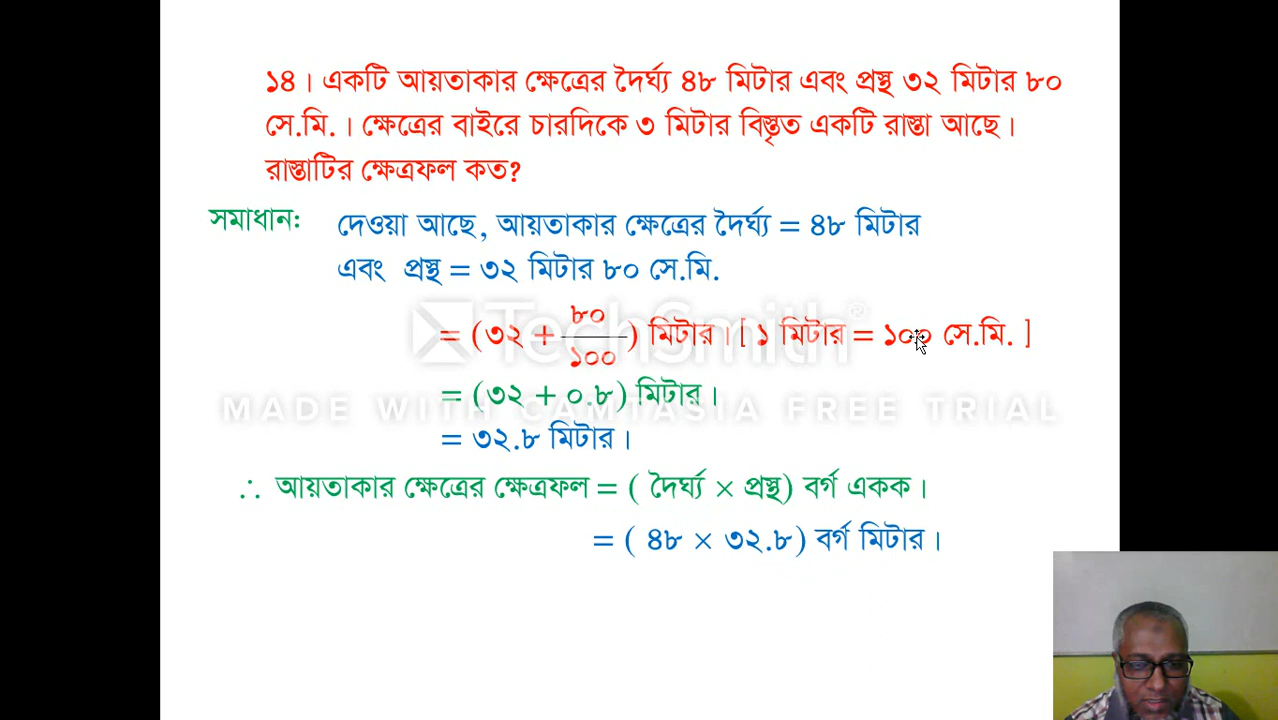 ১৪। একটি আয়তাকার ক্ষেত্রের দৈর্ঘ্য ৪৮ মিটার এবং প্রস্থ ৩২ মিটার ৮০
সে.মি.। ক্ষেত্রের বাইরে চারদিকে ৩ মিটার বিস্তৃত একটি রাস্তা আছে।
রাস্তাটির ক্ষেত্রফল কত?
সমাধান: দেওয়া আছে, আয়তাকার ক্ষেত্রের দৈর্ঘ্য = ৪৮ মিটার
এবং প্রস্থ = ৩২ মিটার ৮০ সে.মি.
= (৩২ + ৮০/১০০) মিটার। [ ১ মিটার = ১০০ সে.মি. ]
TechSmith®
= (৩২ + ০.৮) মিটার।
MADE WITH CAMTASIA FREE TRIAL
= ৩২.৮ মিটার।
∴ আয়তাকার ক্ষেত্রের ক্ষেত্রফল = ( দৈর্ঘ্য × প্রস্থ) বর্গ একক।
= ( ৪৮ × ৩২.৮) বর্গ মিটার।